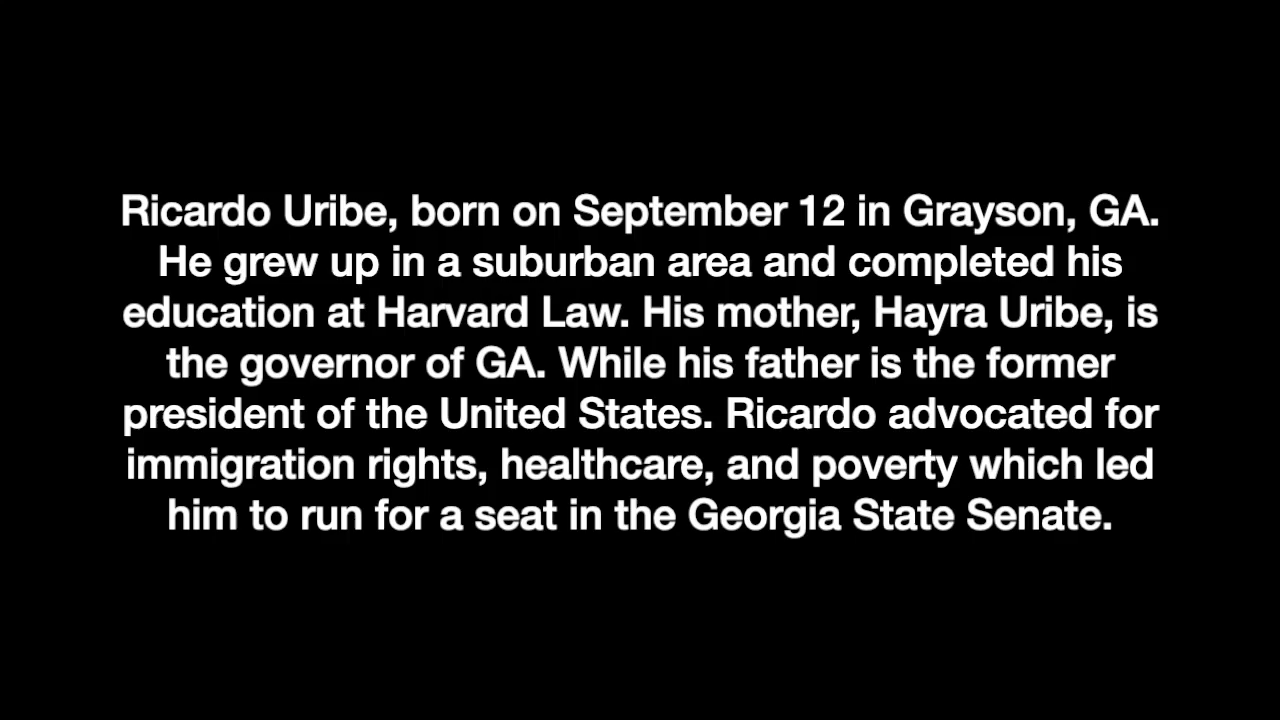 Ricardo Uribe, born on September 12 in Grayson, GA.
He grew up in a suburban area and completed his
education at Harvard Law. His mother, Hayra Uribe, is
the governor of GA. While his father is the former
president of the United States. Ricardo advocated for
immigration rights, healthcare, and poverty which led
him to run for a seat in the Georgia State Senate.